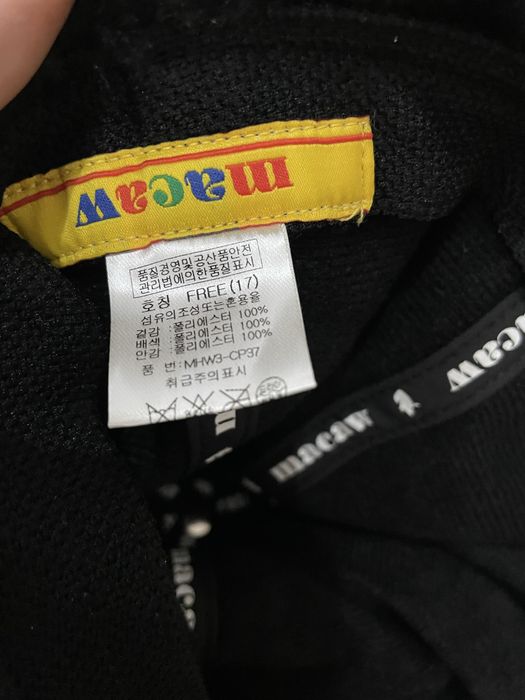 macaw
품질경영및공산품안전
관리법에의한품질표시
호칭 FREE(17)
섬유의조성또는혼용율
겉감 :폴리에스터 100%
배색 :폴리에스터 100%
안감 :폴리에스터 100%
품 번:MHW3-CP37
취급주의표시
macaw
macaw
m
macaw